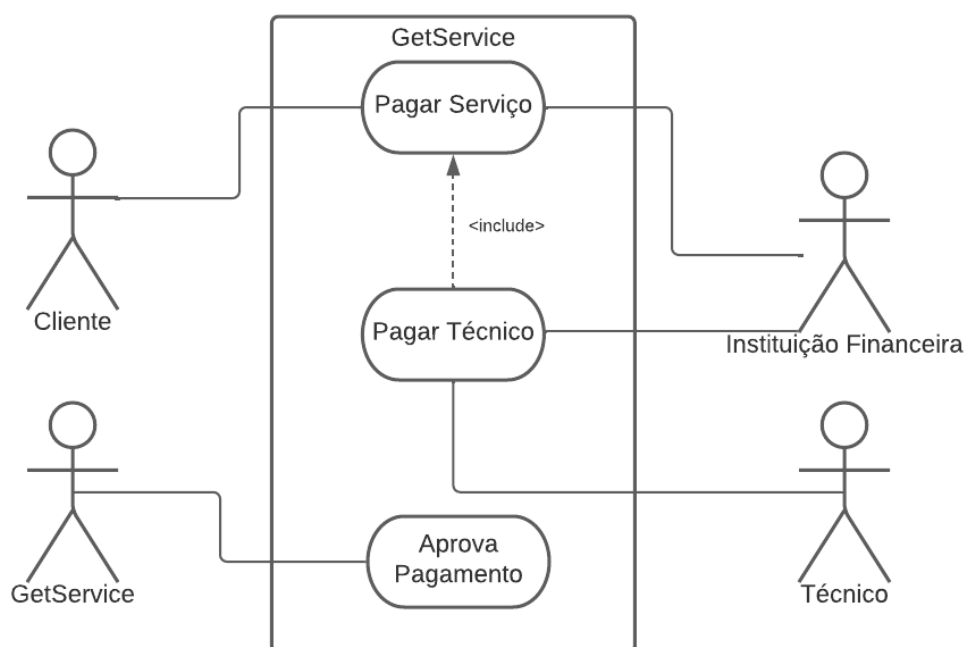 GetService
Pagar Serviço
<include>
Cliente
Pagar Técnico
Instituição Financeira
Aprova
Pagamento
GetService
Técnico